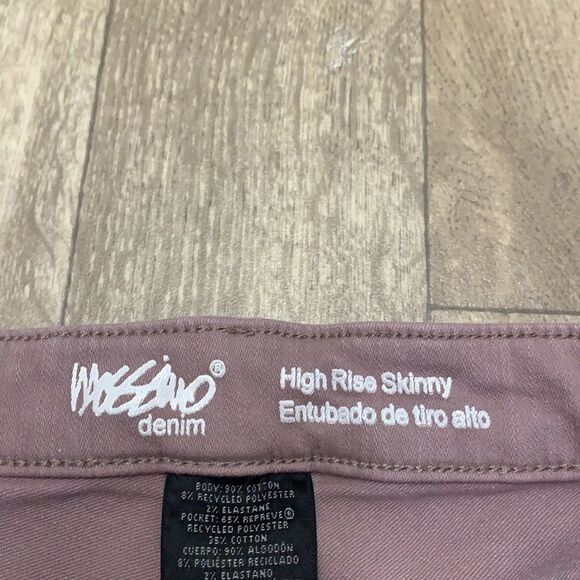 mossimo®
denim
High Rise Skinny
Entubado de tiro alto
BODY: 90% COTTON
8% RECYCLED POLYESTER
2% ELASTANE
POCKET: 65% REPREVE®
RECYCLED POLYESTER
35% COTTON
CUERPO: 90% ALGODÓN
8% POLIÉSTER RECICLADO
2% ELASTANO